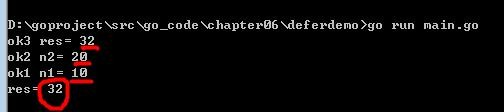 D:\goproject\src\go_code\chapter06\deferdemo>go run main.go
ok3 res= 32
ok2 n2= 20
ok1 n1= 10
res= 32